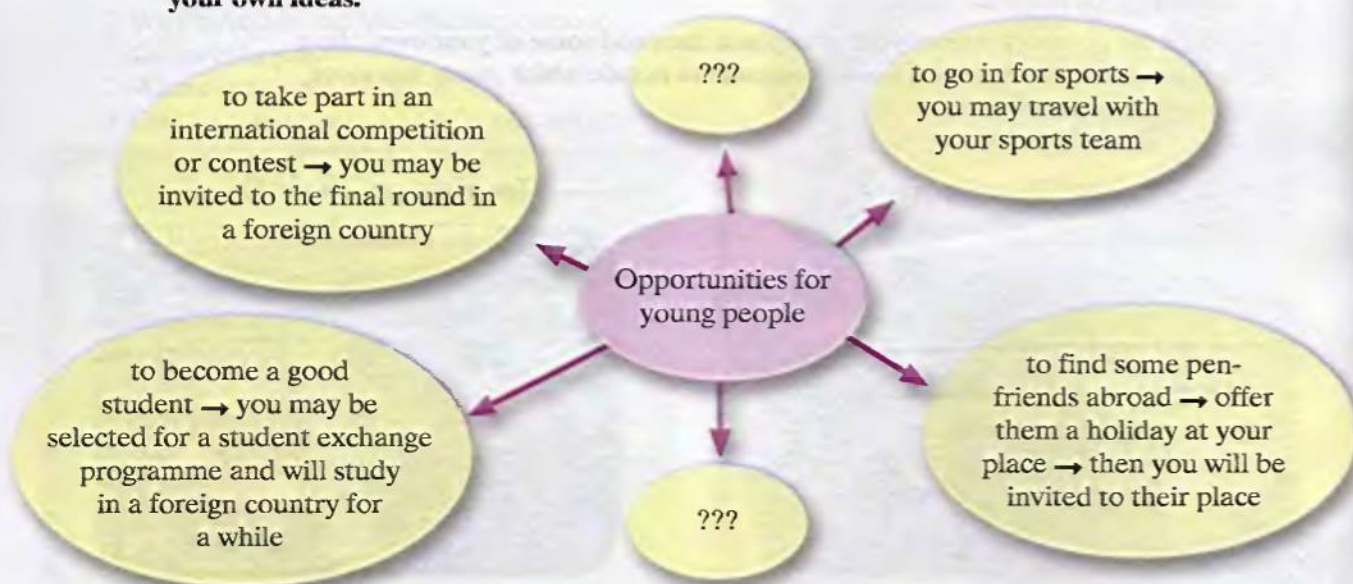 your own ideas.
to take part in an
international competition
or contest → you may be
invited to the final round in
a foreign country
???
to go in for sports →
you may travel with
your sports team
Opportunities for
young people
to become a good
student → you may be
selected for a student exchange
programme and will study
in a foreign country for
a while
???
to find some pen-
friends abroad → offer
them a holiday at your
place → then you will be
invited to their place